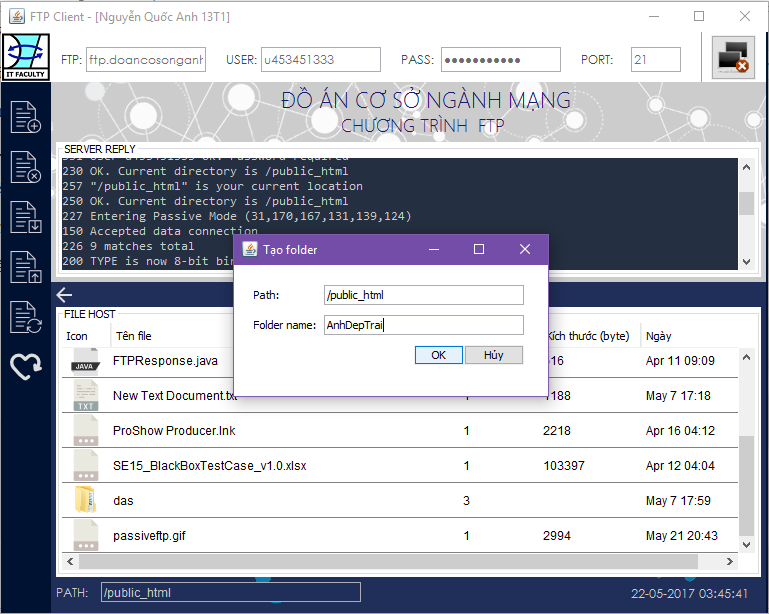 FTP Client - [Nguyễn Quốc Anh 13T1]
IT FACULTY
FTP: ftp.doancosonganh USER: u453451333 PASS: ●●●●●●●●●●● PORT: 21
ĐỒ ÁN CƠ SỞ NGÀNH MẠNG
CHƯƠNG TRÌNH FTP
SERVER REPLY
331 User u453451333 OK. Password required
230 OK. Current directory is /public_html
257 "/public_html" is your current location
250 OK. Current directory is /public_html
227 Entering Passive Mode (31,170,167,131,139,124)
150 Accepted data connection
226 9 matches total
200 TYPE is now 8-bit bin
Tạo folder
Path: /public_html
Folder name: AnhDepTrai
OK Hủy
FILE HOST
Icon Tên file Kích thước (byte) Ngày
JAVA FTPResponse.java 16 Apr 11 09:09
TXT New Text Document.txt 1 188 May 7 17:18
ProShow Producer.lnk 1 2218 Apr 16 04:12
SE15_BlackBoxTestCase_v1.0.xlsx 1 103397 Apr 12 04:04
das 3 May 7 17:59
passiveftp.gif 1 2994 May 21 20:43
PATH: /public_html 22-05-2017 03:45:41